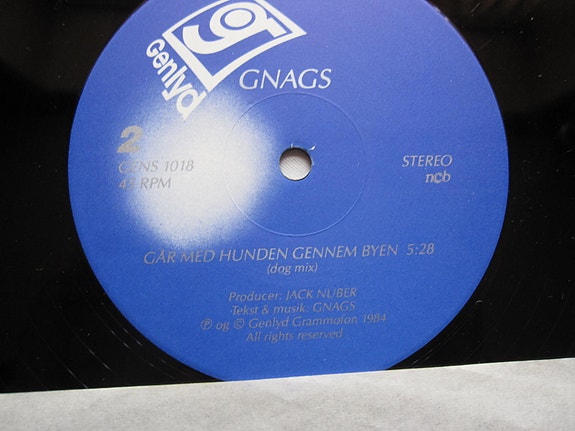 g
Genlyd
GNAGS
2
GENS 1018
45 RPM
STEREO
ncb
GÅR MED HUNDEN GENNEM BYEN 5:28
(dog mix)
Producer: JACK NUBER
Tekst & musik: GNAGS
℗ og © Genlyd Grammofon 1984
All rights reserved